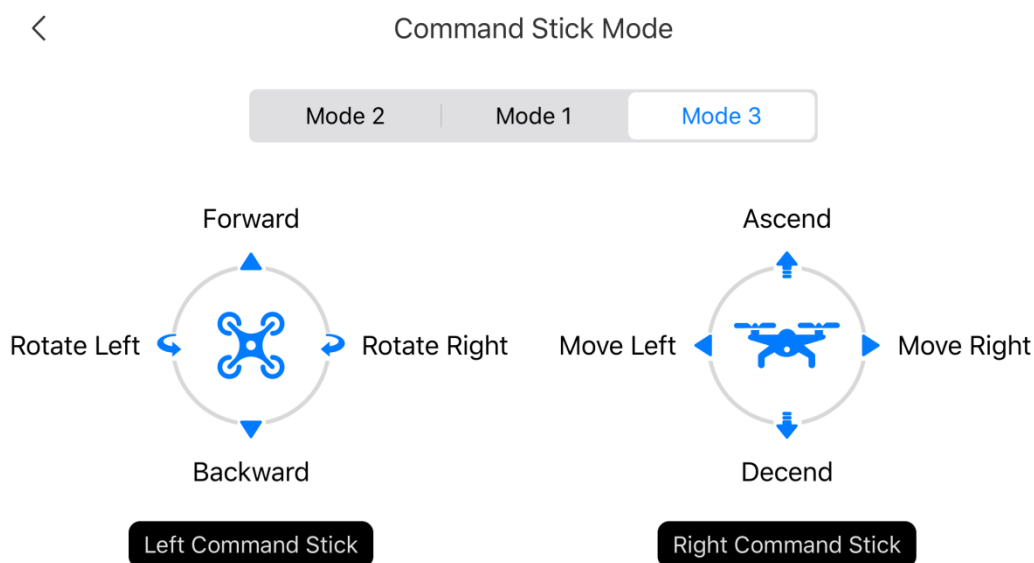 Command Stick Mode
Mode 2
Mode 1
Mode 3
Forward
Rotate Left
Rotate Right
Backward
Left Command Stick
Ascend
Move Left
Move Right
Decend
Right Command Stick